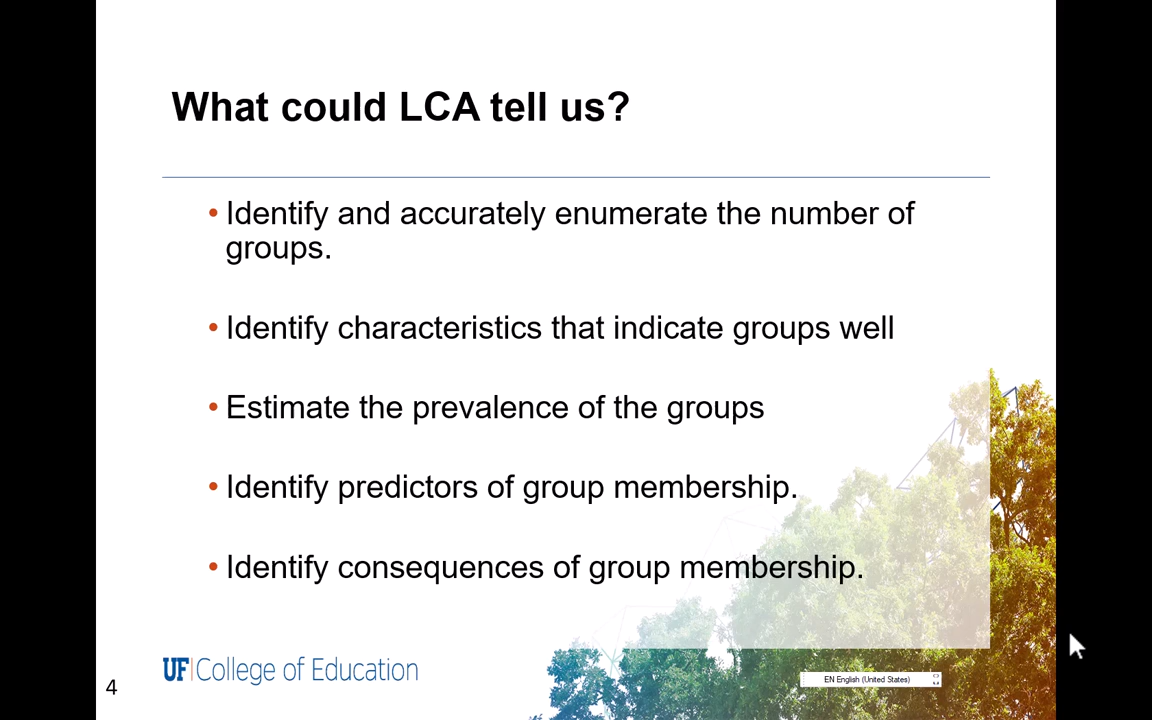 What could LCA tell us?
•Identify and accurately enumerate the number of
groups.
•Identify characteristics that indicate groups well
•Estimate the prevalence of the groups
•Identify predictors of group membership.
•Identify consequences of group membership.
UF|College of Education
EN English (United States)
4